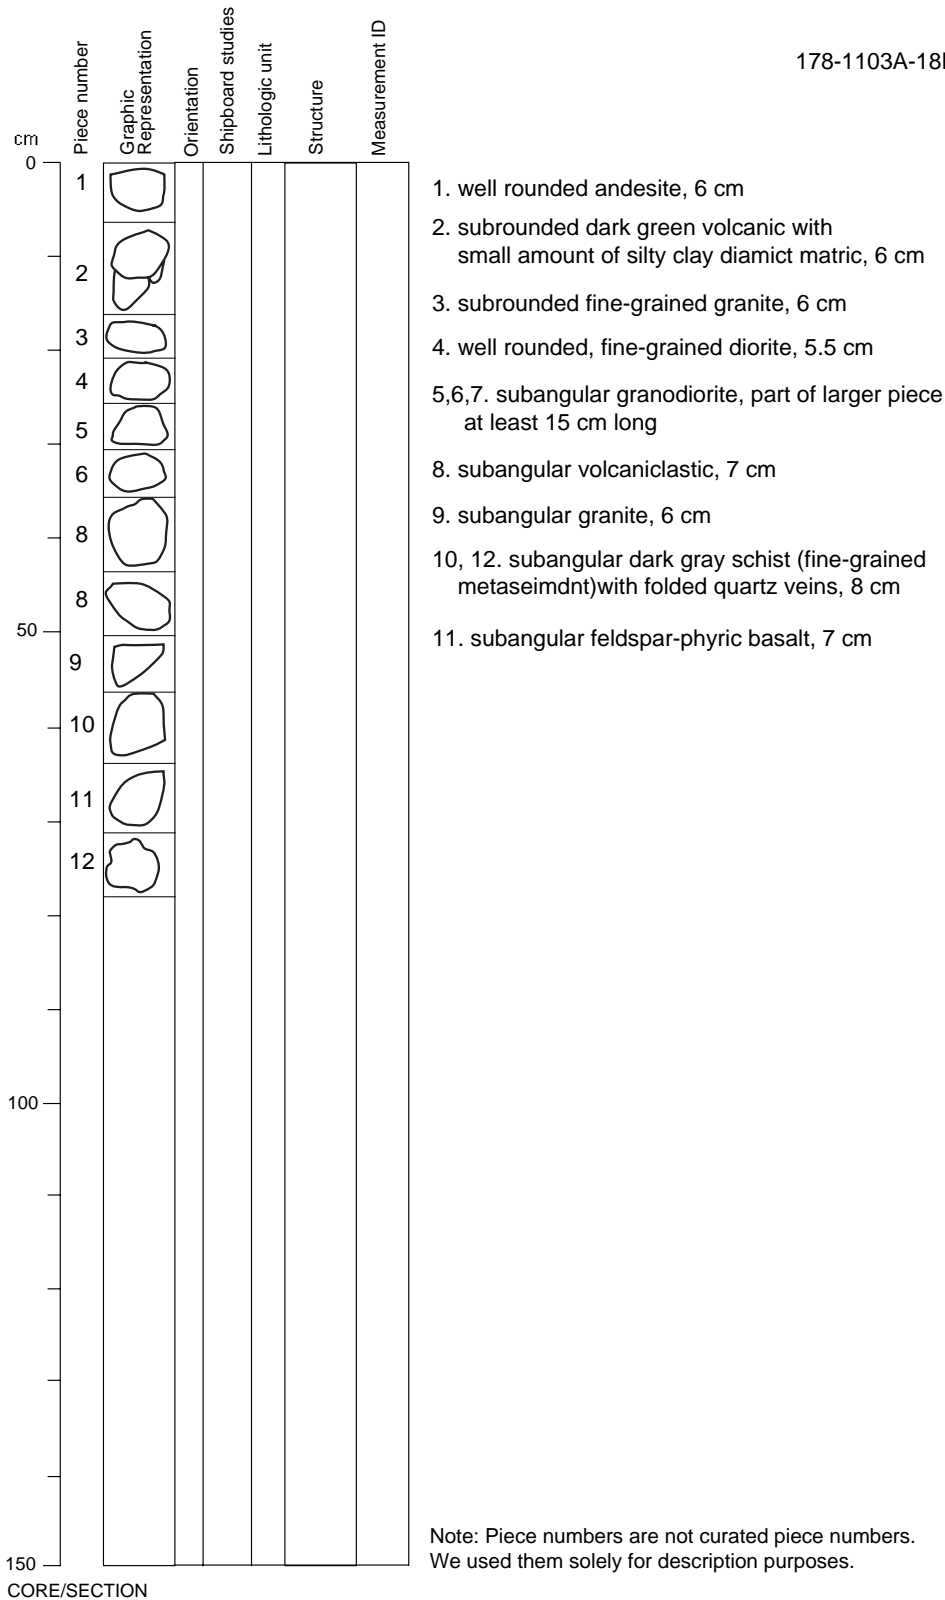 178-1103A-18
Piece number
Graphic
Representation
Orientation
Shipboard studies
Lithologic unit
Structure
Measurement ID
cm
0
50
100
150
1
2
3
4
5
6
8
8
9
10
11
12
1. well rounded andesite, 6 cm
2. subrounded dark green volcanic with
small amount of silty clay diamict matric, 6 cm
3. subrounded fine-grained granite, 6 cm
4. well rounded, fine-grained diorite, 5.5 cm
5,6,7. subangular granodiorite, part of larger piece
at least 15 cm long
8. subangular volcaniclastic, 7 cm
9. subangular granite, 6 cm
10, 12. subangular dark gray schist (fine-grained
metaseimdnt)with folded quartz veins, 8 cm
11. subangular feldspar-phyric basalt, 7 cm
Note: Piece numbers are not curated piece numbers.
We used them solely for description purposes.
CORE/SECTION